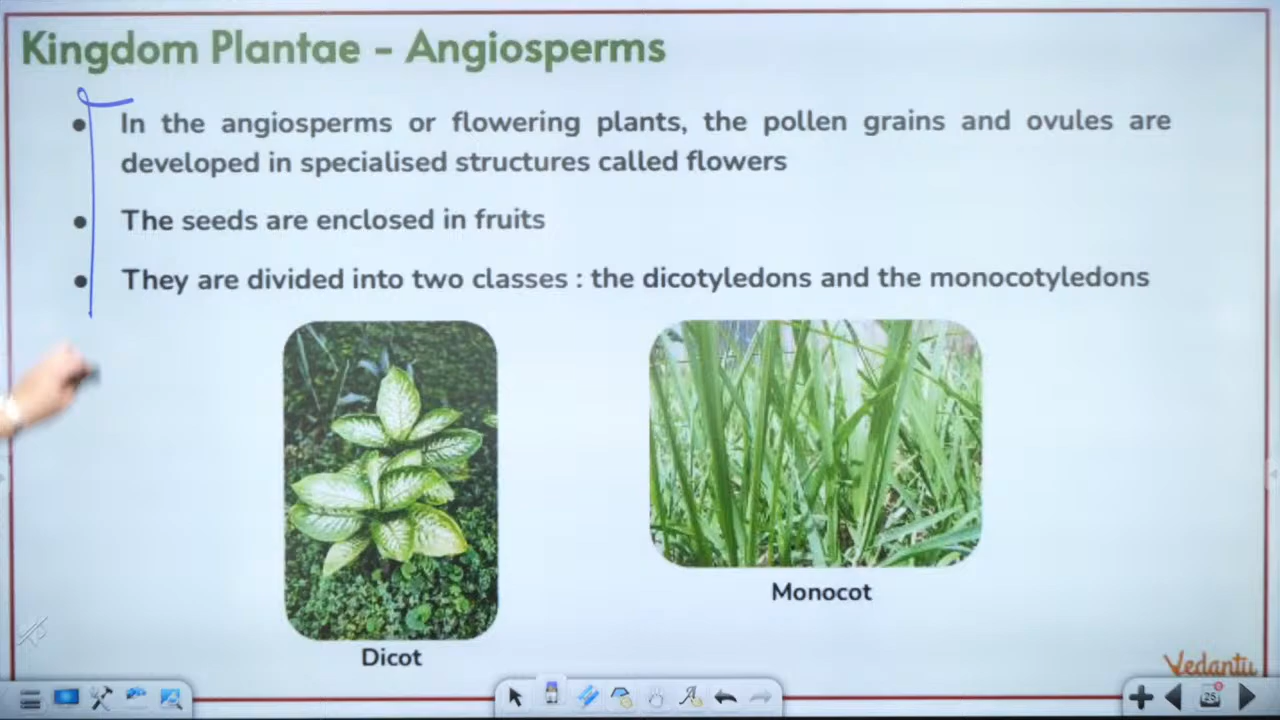 Kingdom Plantae - Angiosperms
• In the angiosperms or flowering plants, the pollen grains and ovules are
developed in specialised structures called flowers
• The seeds are enclosed in fruits
• They are divided into two classes : the dicotyledons and the monocotyledons
Monocot
Dicot
Vedantu
25